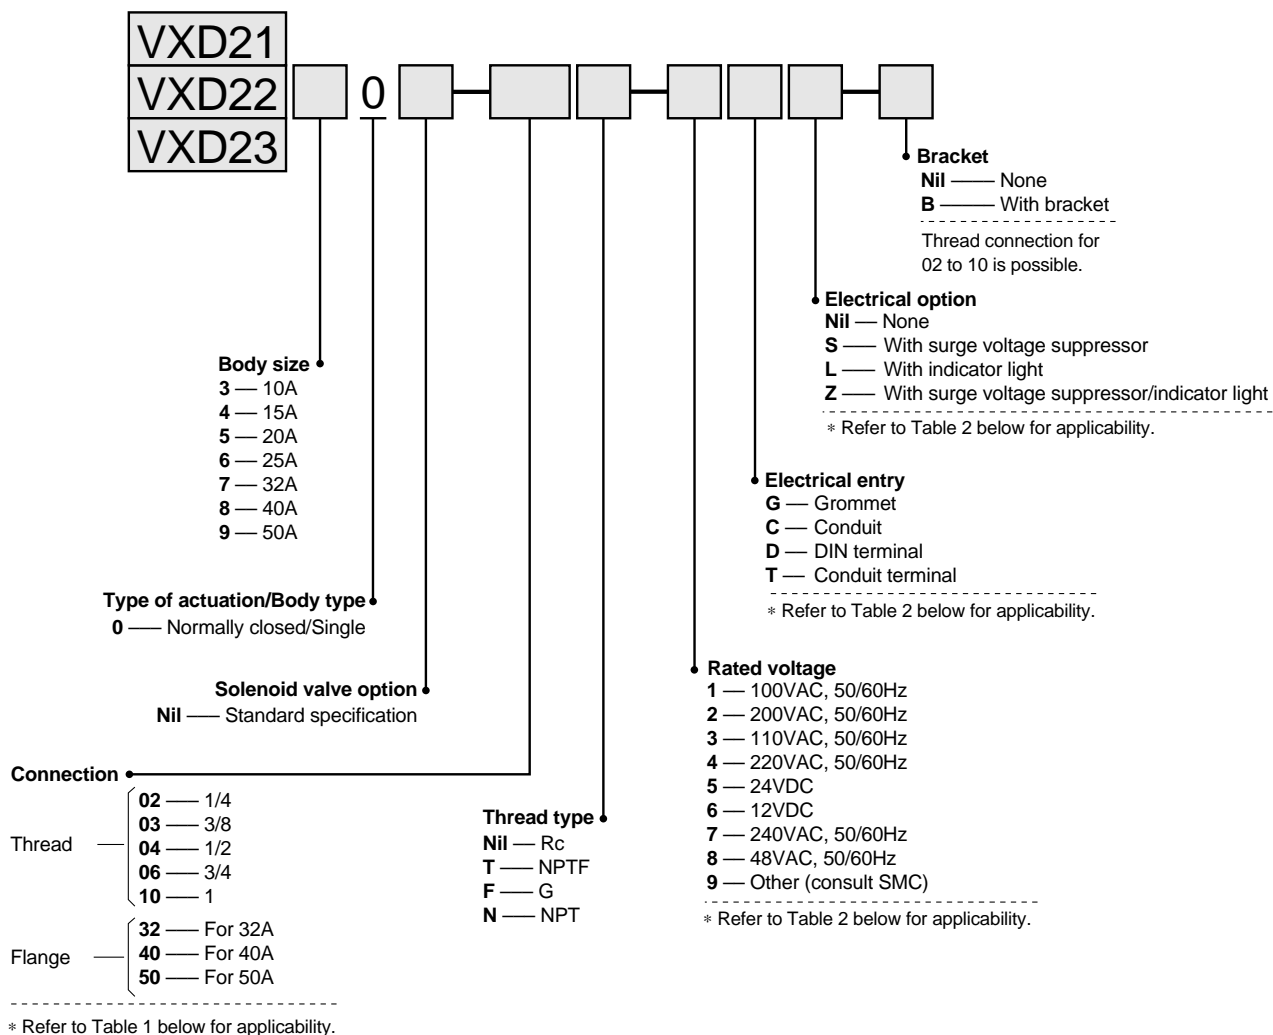 VXD21
VXD22 0
VXD23
Bracket
Nil — None
B — With bracket
Thread connection for
02 to 10 is possible.
Electrical option
Nil — None
S — With surge voltage suppressor
L — With indicator light
Z — With surge voltage suppressor/indicator light
* Refer to Table 2 below for applicability.
Body size
3 — 10A
4 — 15A
5 — 20A
6 — 25A
7 — 32A
8 — 40A
9 — 50A
Electrical entry
G — Grommet
C — Conduit
D — DIN terminal
T — Conduit terminal
* Refer to Table 2 below for applicability.
Type of actuation/Body type
0 — Normally closed/Single
Solenoid valve option
Nil — Standard specification
Rated voltage
1 — 100VAC, 50/60Hz
2 — 200VAC, 50/60Hz
3 — 110VAC, 50/60Hz
4 — 220VAC, 50/60Hz
5 — 24VDC
6 — 12VDC
7 — 240VAC, 50/60Hz
8 — 48VAC, 50/60Hz
9 — Other (consult SMC)
* Refer to Table 2 below for applicability.
Connection
Thread
02 — 1/4
03 — 3/8
04 — 1/2
06 — 3/4
10 — 1
Flange
32 — For 32A
40 — For 40A
50 — For 50A
* Refer to Table 1 below for applicability.
Thread type
Nil — Rc
T — NPTF
F — G
N — NPT